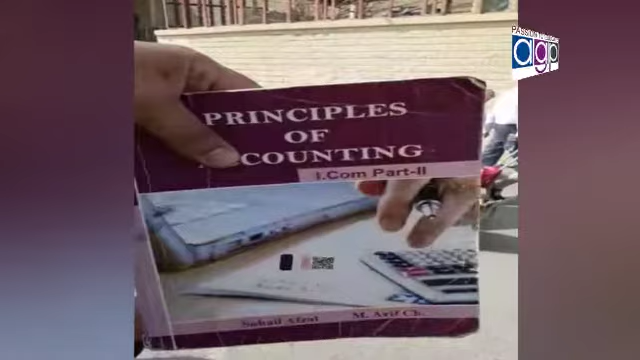 PRINCIPLES
OF
COUNTING
I.Com Part-II
Sohail Afzal M. Arif Ch.
agp